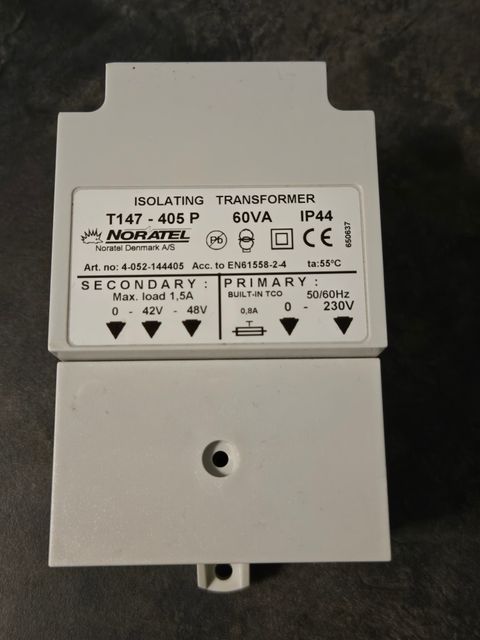 ISOLATING TRANSFORMER
T147 - 405 P 60VA IP44
NORATEL Pb CE
Noratel Denmark A/S
650637
Art. no: 4-052-144405 Acc. to EN61558-2-4 ta:55°C
SECONDARY :
Max. load 1,5A
0 - 42V - 48V
PRIMARY :
BUILT-IN TCO 50/60Hz
0,8A 0 - 230V